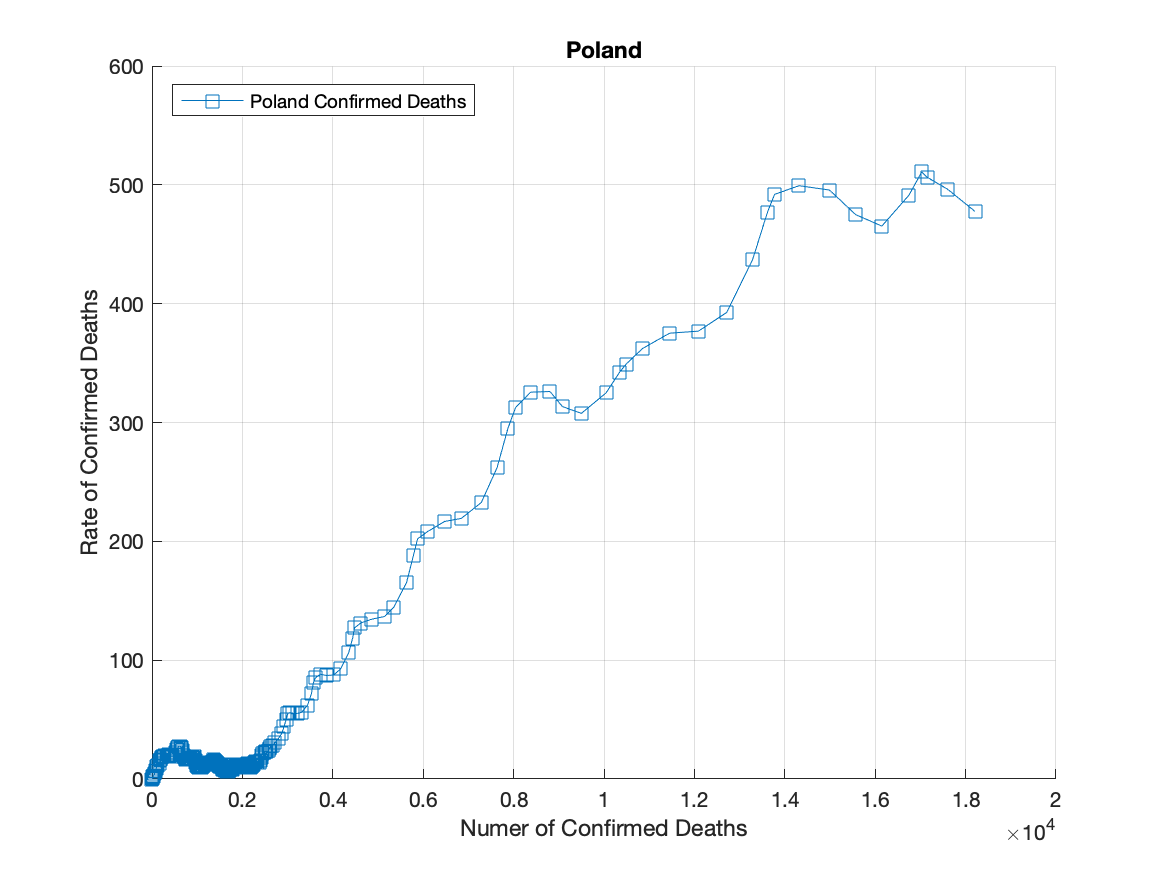 Poland
600
Poland Confirmed Deaths
500
400
300
200
100
0
Rate of Confirmed Deaths
0 0.2 0.4 0.6 0.8 1 1.2 1.4 1.6 1.8 2
Numer of Confirmed Deaths
×10^4